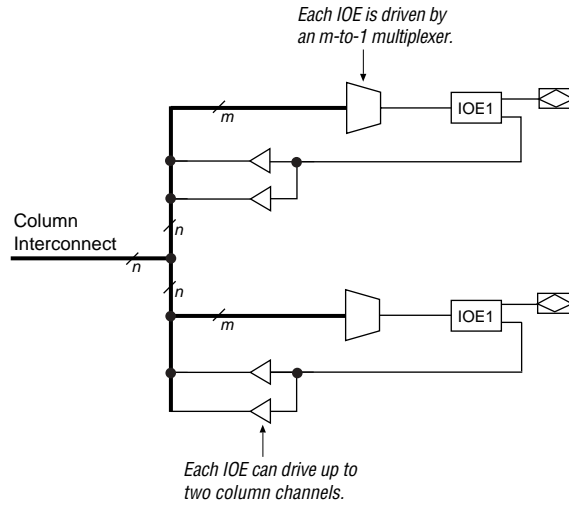 Each IOE is driven by
an m-to-1 multiplexer.
m
IOE1
Column
Interconnect
n
n
n
m
IOE1
Each IOE can drive up to
two column channels.